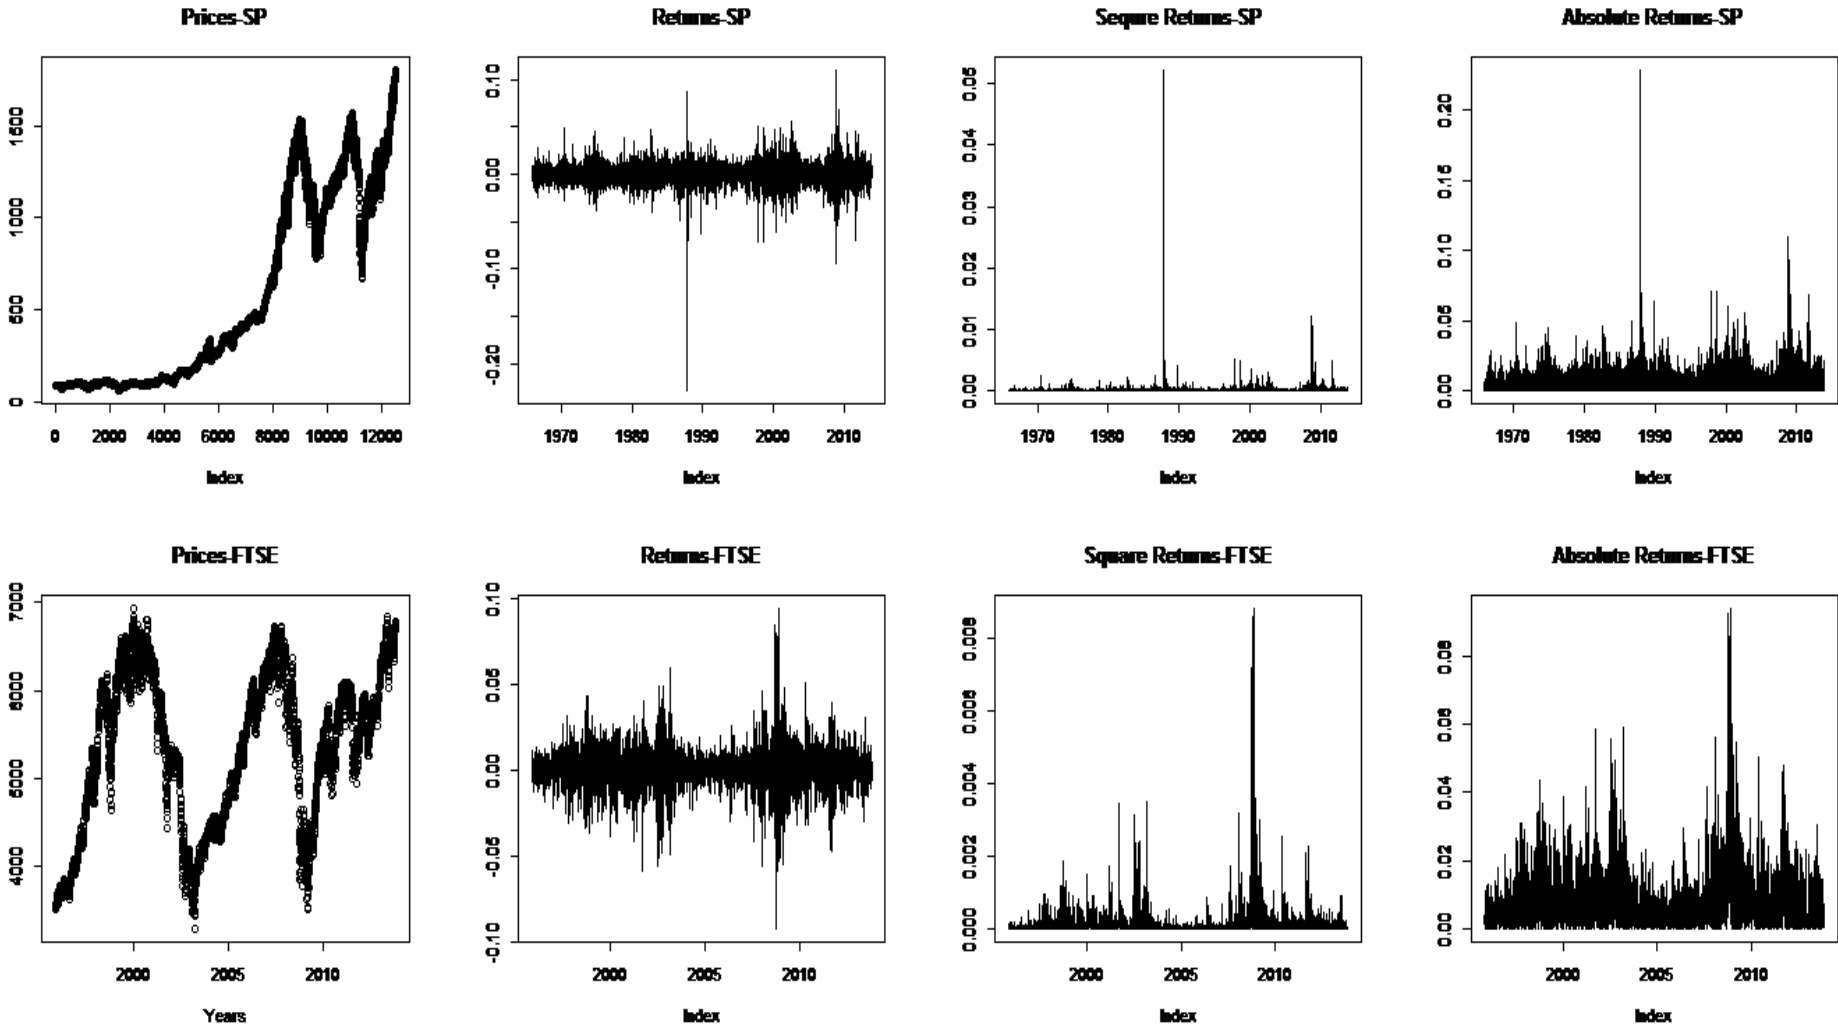 Prices-SP
Returns-SP
Sequre Returns-SP
Absolute Returns-SP
1500
1000
500
0
0 2000 4000 6000 8000 10000 12000
Index
0.10
0.00
-0.10
-0.20
1970 1980 1990 2000 2010
Index
0.05
0.04
0.03
0.02
0.01
0.00
1970 1980 1990 2000 2010
Index
0.20
0.15
0.10
0.05
0.00
1970 1980 1990 2000 2010
Index
Prices-FTSE
Returns-FTSE
Square Returns-FTSE
Absolute Returns-FTSE
7000
6000
5000
4000
2000 2005 2010
Years
0.10
0.05
0.00
-0.05
-0.10
2000 2005 2010
Index
0.008
0.006
0.004
0.002
0.000
2000 2005 2010
Index
0.08
0.06
0.04
0.02
0.00
2000 2005 2010
Index